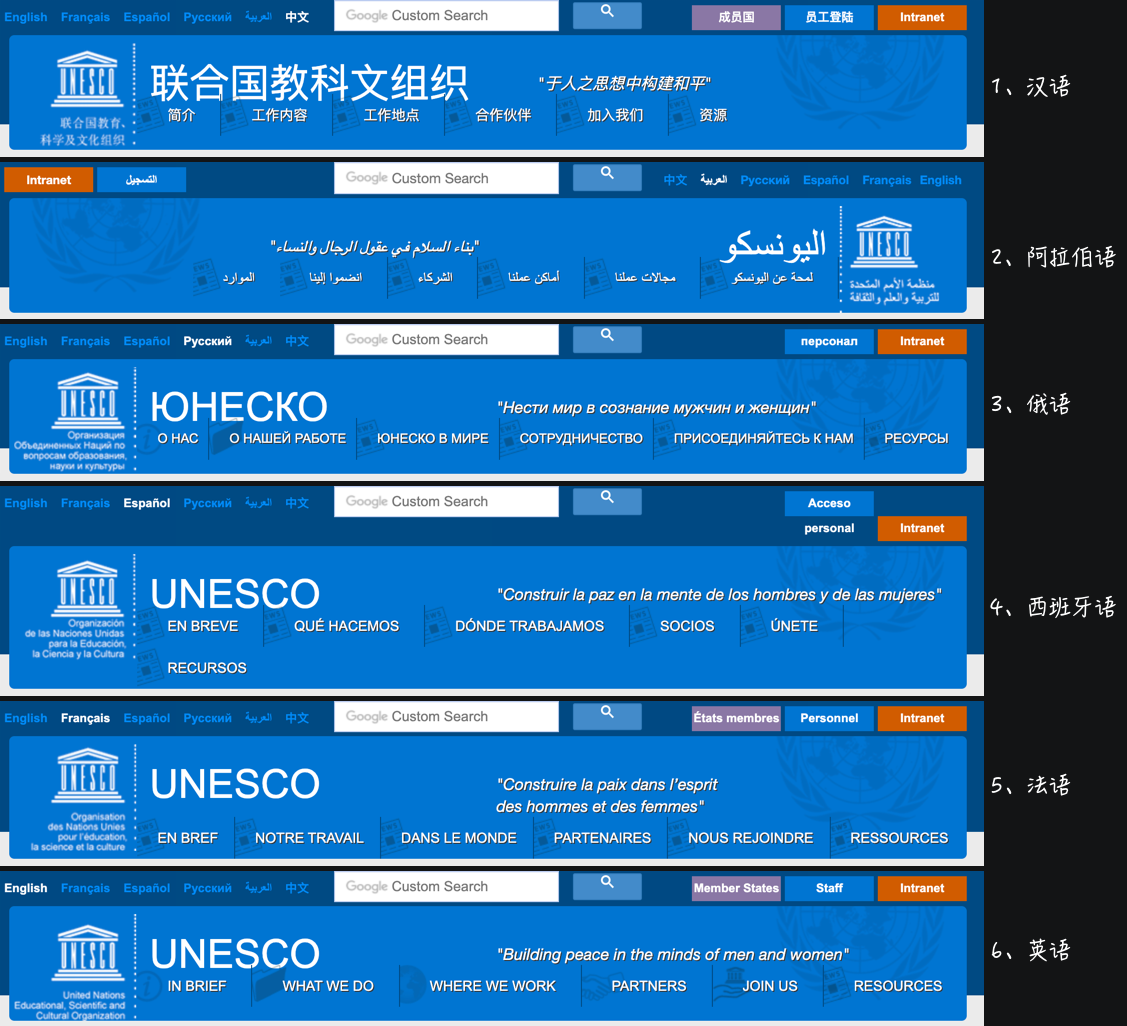 English Français Español Русский العربية 中文 Google Custom Search 成员国 员工登陆 Intranet
联合国教科文组织 "于人之思想中构建和平"
简介 工作内容 工作地点 合作伙伴 加入我们 资源
UNESCO
联合国教育、
科学及文化组织
1、汉语
Intranet التسجيل Google Custom Search 中文 العربية Русский Español Français English
اليونسكو "بناء السلام في عقول الرجال والنساء"
لمحة عن اليونسكو مجالات عملنا أماكن عملنا الشركاء انضموا إلينا الموارد
UNESCO
منظمة الأمم المتحدة
للتربية والعلم والثقافة
2、阿拉伯语
English Français Español Русский العربية 中文 Google Custom Search персонал Intranet
ЮНЕСКО "Нести мир в сознание мужчин и женщин"
О НАС О НАШЕЙ РАБОТЕ ЮНЕСКО В МИРЕ СОТРУДНИЧЕСТВО ПРИСОЕДИНЯЙТЕСЬ К НАМ РЕСУРСЫ
UNESCO
Организация
Объединенных Наций по
вопросам образования,
науки и культуры
3、俄语
English Français Español Русский العربية 中文 Google Custom Search Acceso
personal Intranet
UNESCO "Construir la paz en la mente de los hombres y de las mujeres"
EN BREVE QUÉ HACEMOS DÓNDE TRABAJAMOS SOCIOS ÚNETE
RECURSOS
UNESCO
Organización
de las Naciones Unidas
para la Educación,
la Ciencia y la Cultura
4、西班牙语
English Français Español Русский العربية 中文 Google Custom Search États membres Personnel Intranet
UNESCO "Construire la paix dans l'esprit
des hommes et des femmes"
EN BREF NOTRE TRAVAIL DANS LE MONDE PARTENAIRES NOUS REJOINDRE RESSOURCES
UNESCO
Organisation
des Nations Unies
pour l'éducation,
la science et la culture
5、法语
English Français Español Русский العربية 中文 Google Custom Search Member States Staff Intranet
UNESCO "Building peace in the minds of men and women"
IN BRIEF WHAT WE DO WHERE WE WORK PARTNERS JOIN US RESOURCES
UNESCO
United Nations
Educational, Scientific and
Cultural Organization
6、英语